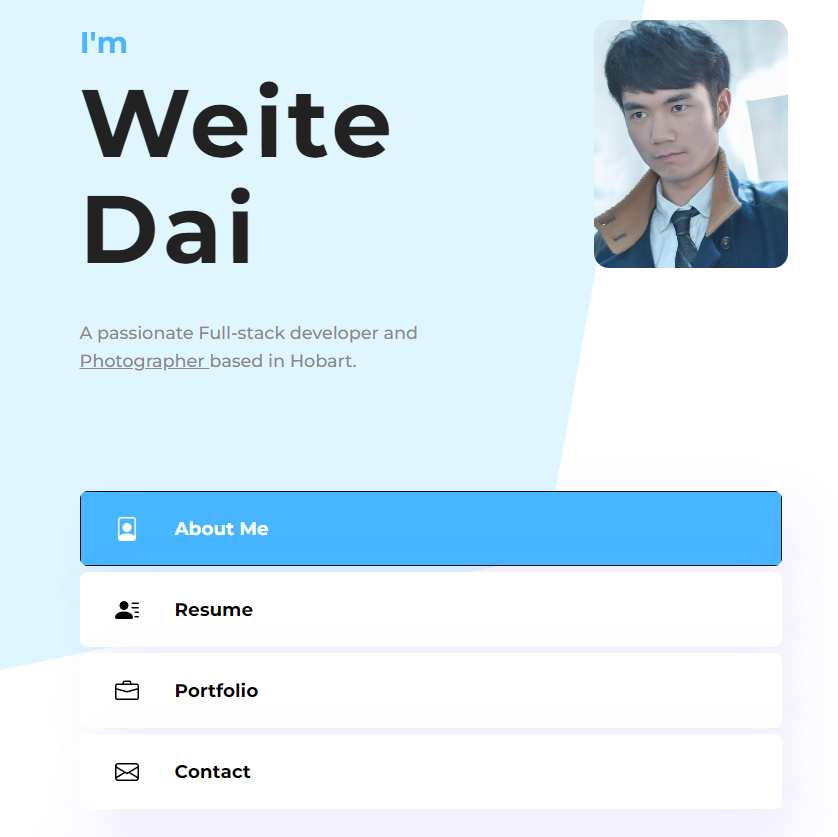 I'm
Weite
Dai
A passionate Full-stack developer and
Photographer based in Hobart.
About Me
Resume
Portfolio
Contact